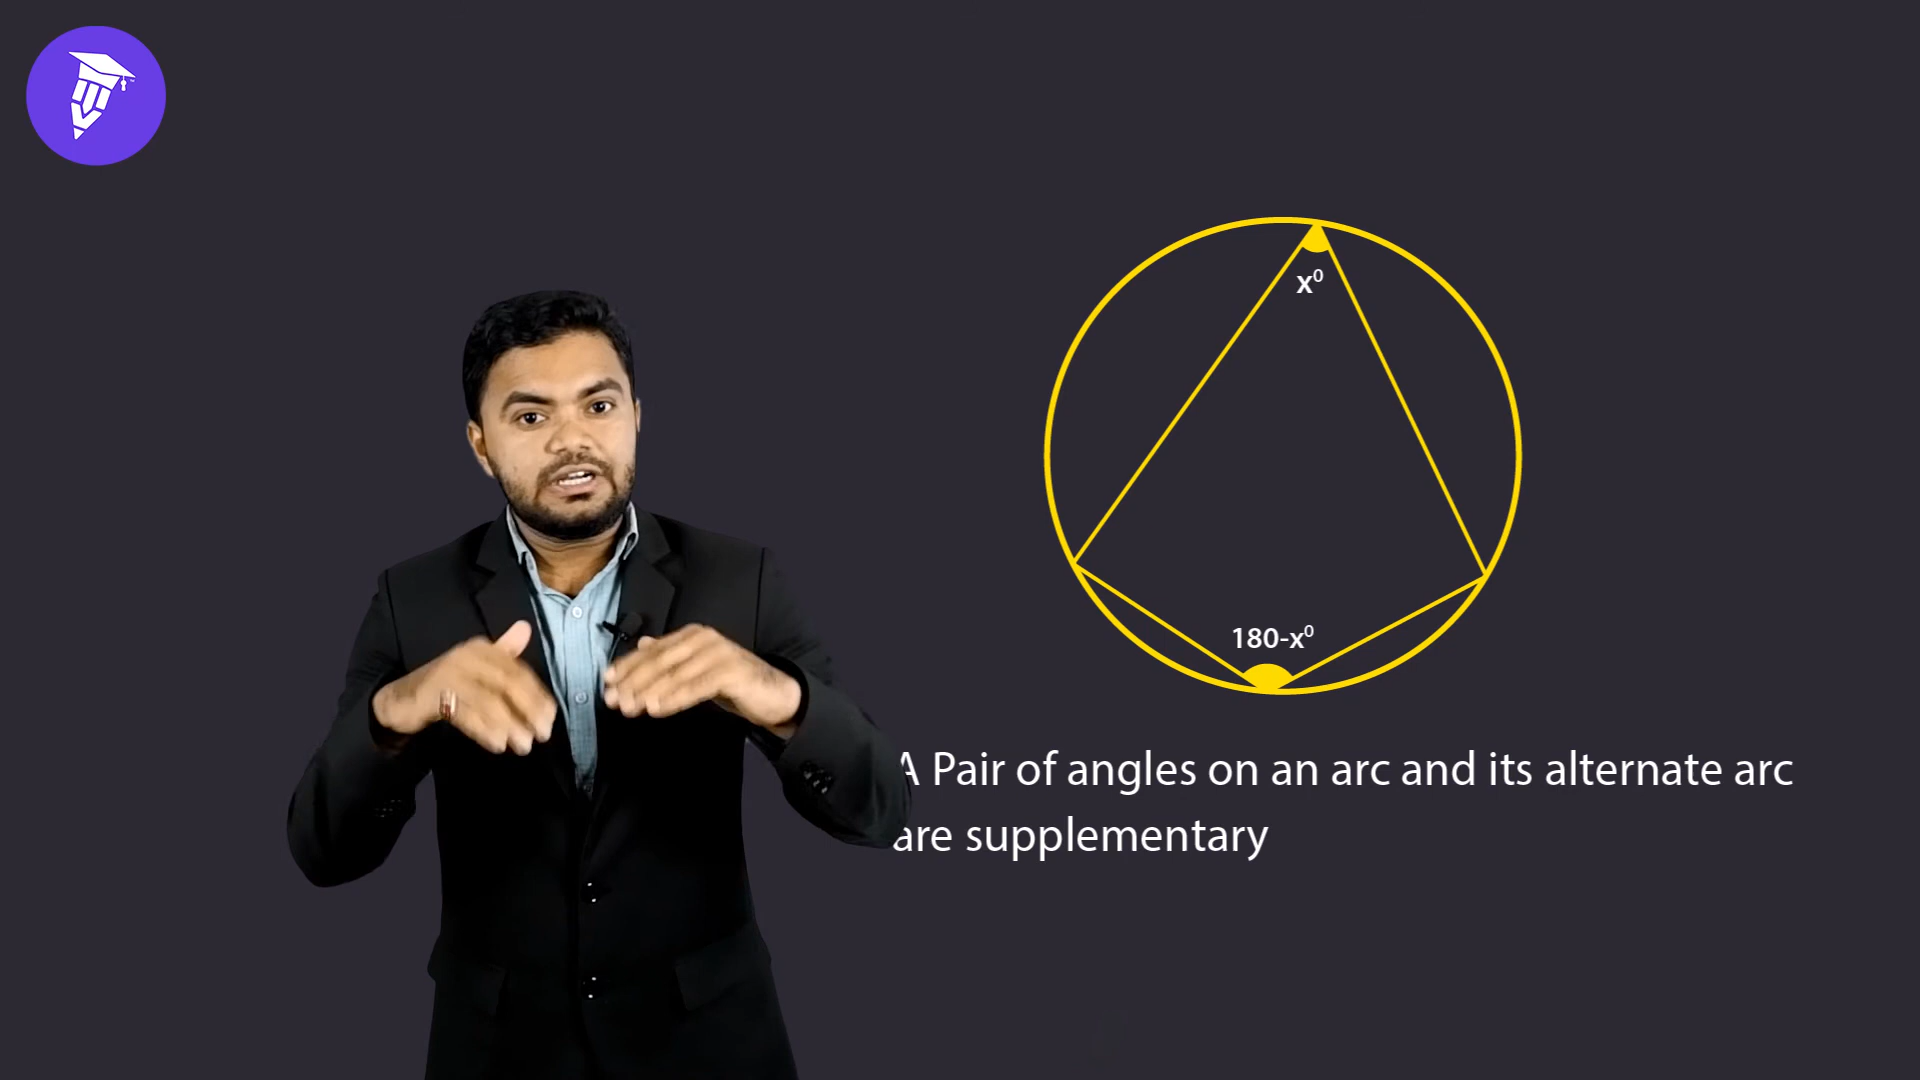 x⁰
180-x⁰
A Pair of angles on an arc and its alternate arc
are supplementary